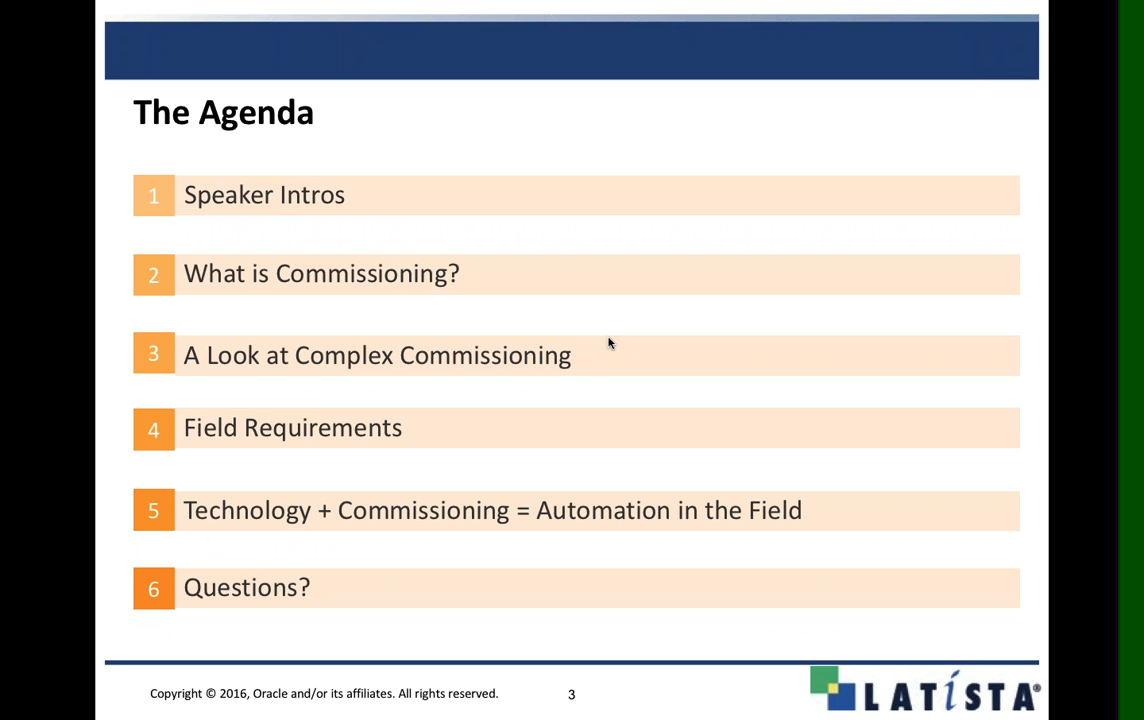 The Agenda
1 Speaker Intros
2 What is Commissioning?
3 A Look at Complex Commissioning
4 Field Requirements
5 Technology + Commissioning = Automation in the Field
6 Questions?
Copyright © 2016, Oracle and/or its affiliates. All rights reserved. 3
LATíSTA®